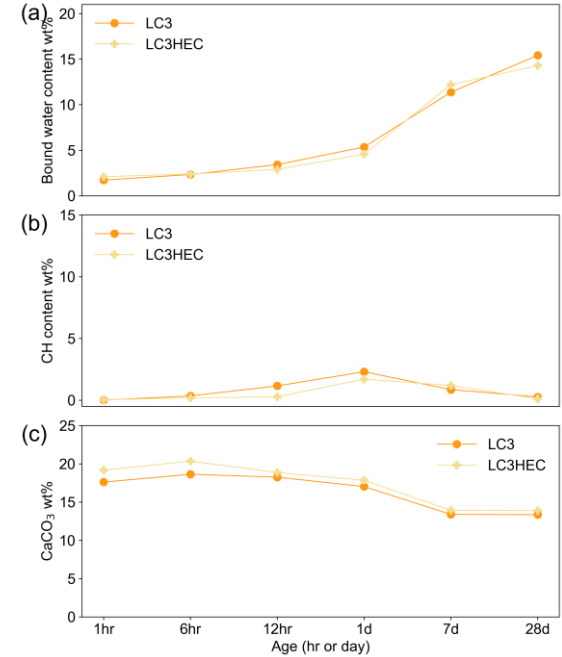 (a)
Bound water content wt%
20
15
10
5
0
LC3
LC3HEC
(b)
CH content wt%
15
10
5
0
LC3
LC3HEC
(c)
CaCO₃ wt%
25
20
15
10
5
0
LC3
LC3HEC
1hr 6hr 12hr 1d 7d 28d
Age (hr or day)